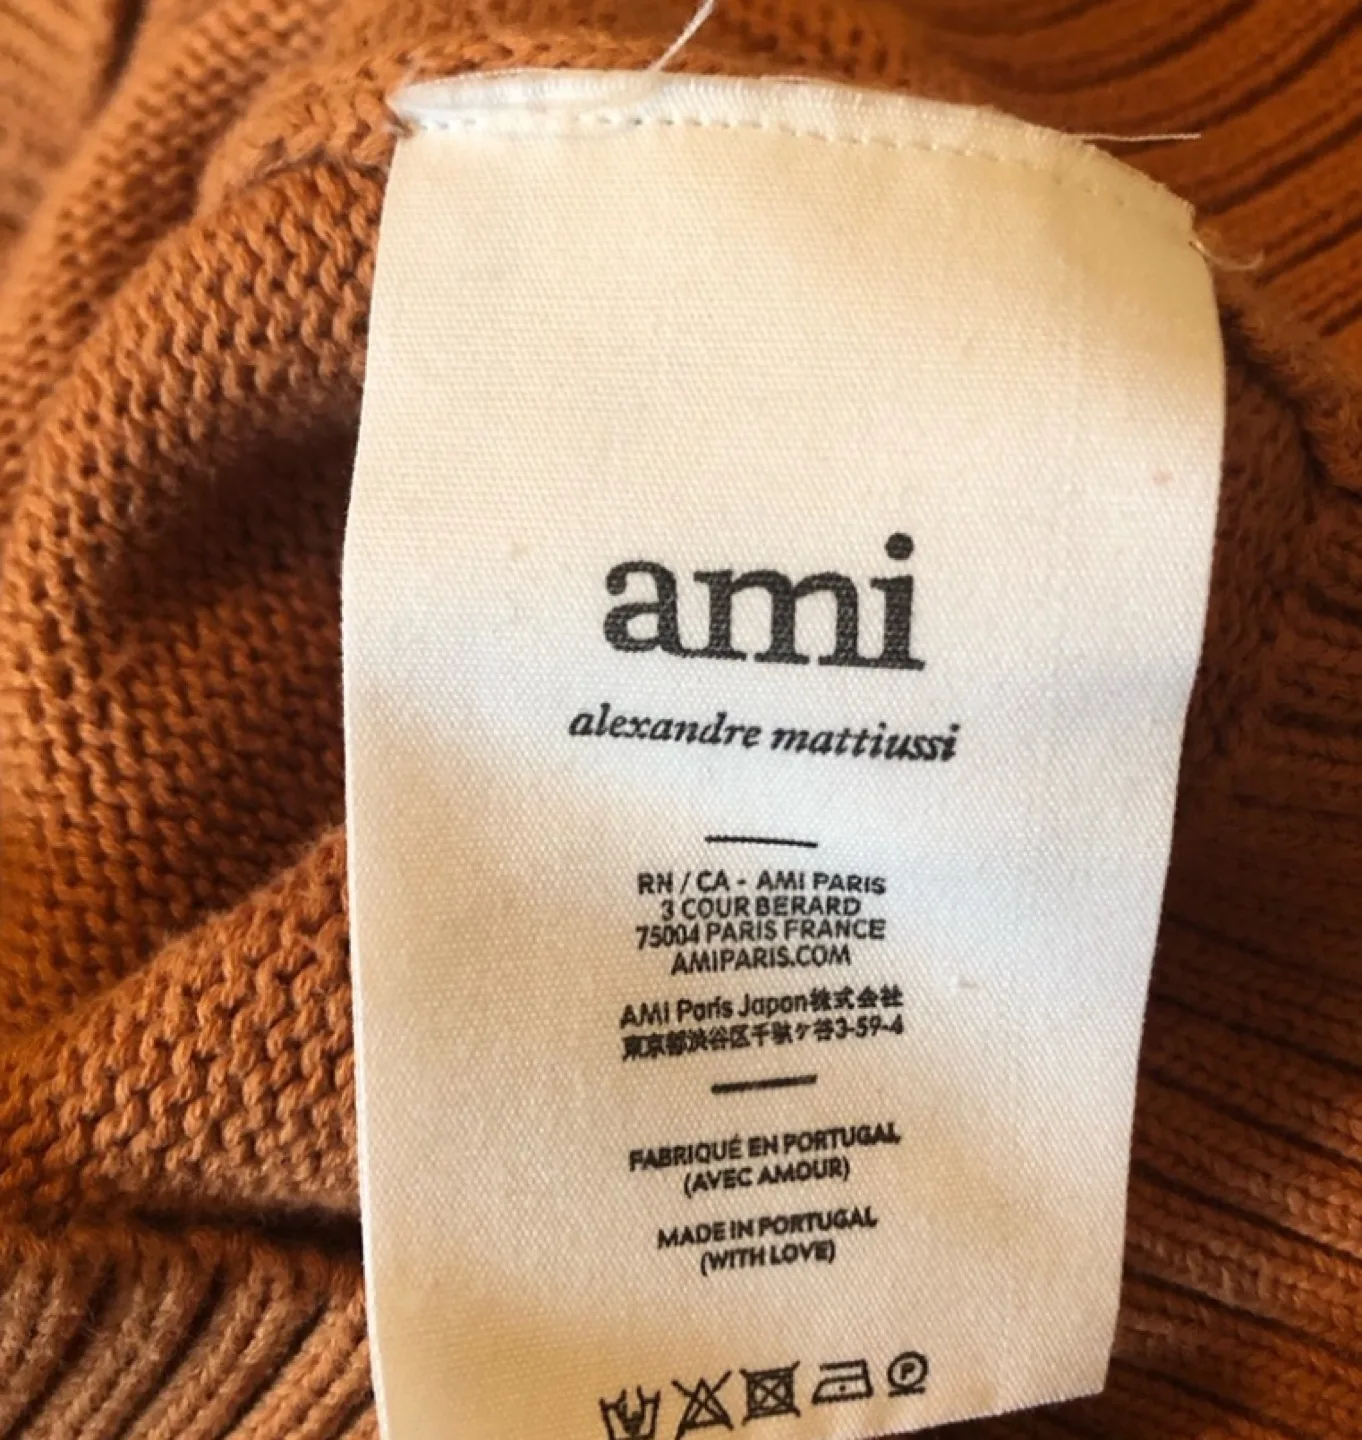 ami
alexandre mattiussi
RN / CA - AMI PARIS
3 COUR BERARD
75004 PARIS FRANCE
AMIPARIS.COM
AMI Paris Japan株式会社
東京都渋谷区千駄ヶ谷3-59-4
FABRIQUÉ EN PORTUGAL
(AVEC AMOUR)
MADE IN PORTUGAL
(WITH LOVE)
P